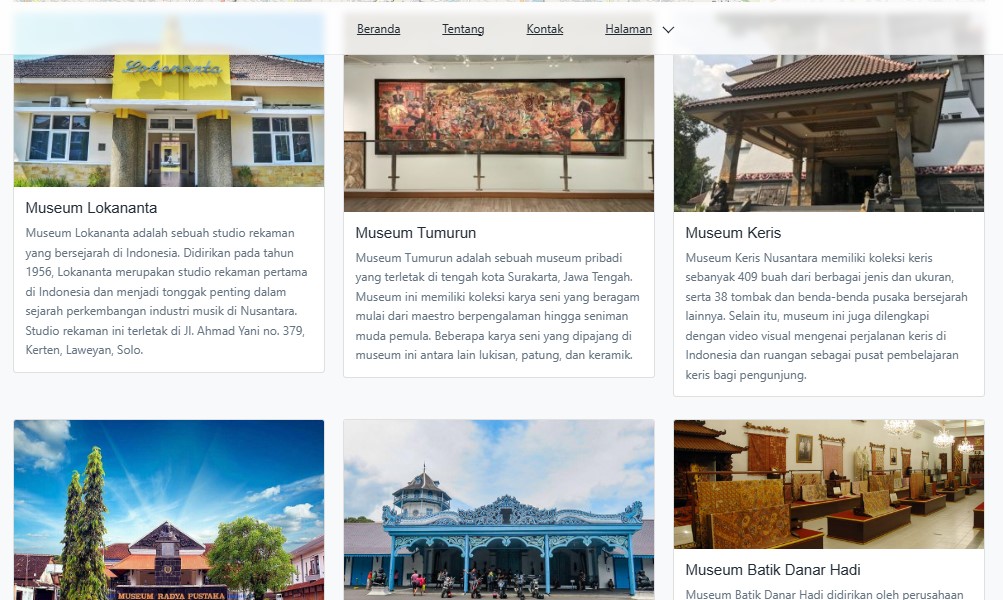 Beranda
Tentang
Kontak
Halaman
Lokananta
Museum Lokananta
Museum Lokananta adalah sebuah studio rekaman
yang bersejarah di Indonesia. Didirikan pada tahun
1956, Lokananta merupakan studio rekaman pertama
di Indonesia dan menjadi tonggak penting dalam
sejarah perkembangan industri musik di Nusantara.
Studio rekaman ini terletak di Jl. Ahmad Yani no. 379,
Kerten, Laweyan, Solo.
Museum Tumurun
Museum Tumurun adalah sebuah museum pribadi
yang terletak di tengah kota Surakarta, Jawa Tengah.
Museum ini memiliki koleksi karya seni yang beragam
mulai dari maestro berpengalaman hingga seniman
muda pemula. Beberapa karya seni yang dipajang di
museum ini antara lain lukisan, patung, dan keramik.
Museum Keris
Museum Keris Nusantara memiliki koleksi keris
sebanyak 409 buah dari berbagai jenis dan ukuran,
serta 38 tombak dan benda-benda pusaka bersejarah
lainnya. Selain itu, museum ini juga dilengkapi
dengan video visual mengenai perjalanan keris di
Indonesia dan ruangan sebagai pusat pembelajaran
keris bagi pengunjung.
MUSEUM RADYA PUSTAKA
Museum Batik Danar Hadi
Museum Batik Danar Hadi didirikan oleh perusahaan